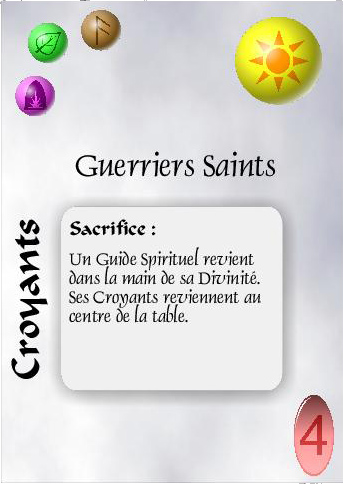 Guerriers Saints
Croyants
Sacrifice :
Un Guide Spirituel revient
dans la main de sa Divinité.
Ses Croyants reviennent au
centre de la table.
4